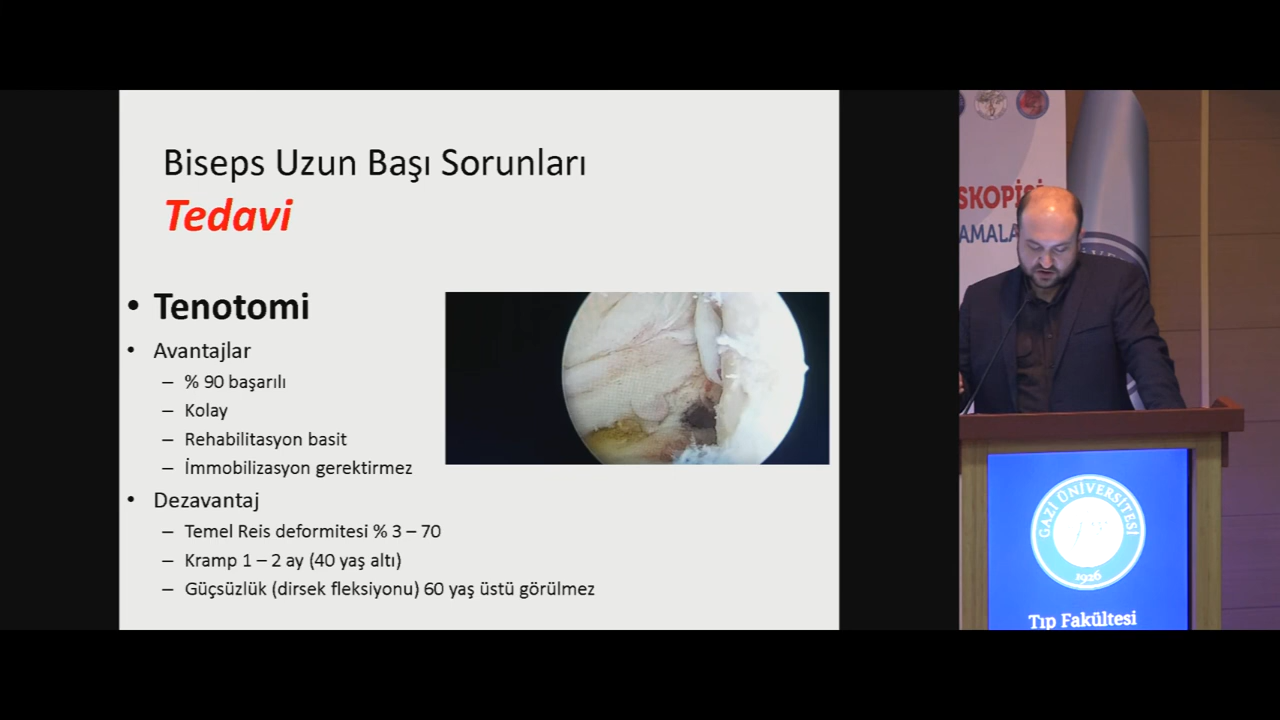 Biseps Uzun Başı Sorunları
Tedavi
• Tenotomi
• Avantajlar
– % 90 başarılı
– Kolay
– Rehabilitasyon basit
– İmmobilizasyon gerektirmez
• Dezavantaj
– Temel Reis deformitesi % 3 – 70
– Kramp 1 – 2 ay (40 yaş altı)
– Güçsüzlük (dirsek fleksiyonu) 60 yaş üstü görülmez
SKOPİSİ
AMALA
GAZİ ÜNİVERSİTESİ
1926
Tıp Fakültesi